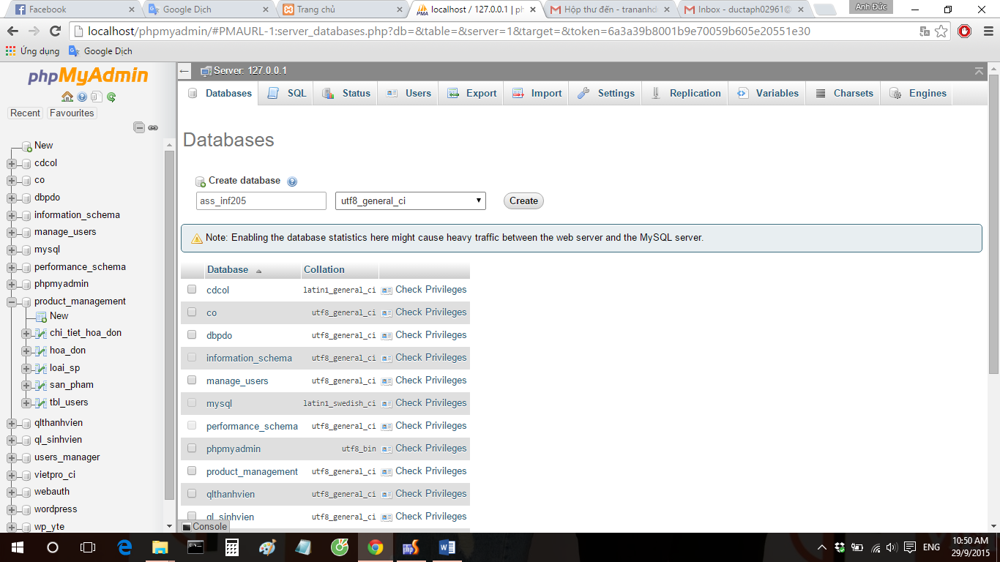 Facebook
Google Dịch
Trang chủ
localhost / 127.0.0.1 | ph
Hộp thư đến - trananhd
Inbox - ductaph02961@
Anh Đức
localhost/phpmyadmin/#PMAURL-1:server_databases.php?db=&table=&server=1&target=&token=6a3a39b8001b9e70059b605e20551e30
Ứng dụng
Google Dịch
phpMyAdmin
Recent
Favourites
New
cdcol
co
dbpdo
information_schema
manage_users
mysql
performance_schema
phpmyadmin
product_management
New
chi_tiet_hoa_don
hoa_don
loai_sp
san_pham
tbl_users
qlthanhvien
ql_sinhvien
users_manager
vietpro_ci
webauth
wordpress
wp_yte
Server: 127.0.0.1
Databases
SQL
Status
Users
Export
Import
Settings
Replication
Variables
Charsets
Engines
Databases
Create database
ass_inf205
utf8_general_ci
Create
Note: Enabling the database statistics here might cause heavy traffic between the web server and the MySQL server.
Database Collation
cdcol latin1_general_ci Check Privileges
co utf8_general_ci Check Privileges
dbpdo utf8_general_ci Check Privileges
information_schema utf8_general_ci Check Privileges
manage_users utf8_general_ci Check Privileges
mysql latin1_swedish_ci Check Privileges
performance_schema utf8_general_ci Check Privileges
phpmyadmin utf8_bin Check Privileges
product_management utf8_general_ci Check Privileges
qlthanhvien utf8_general_ci Check Privileges
ql_sinhvien utf8_general_ci Check Privileges
Console
ENG
10:50 AM
29/9/2015